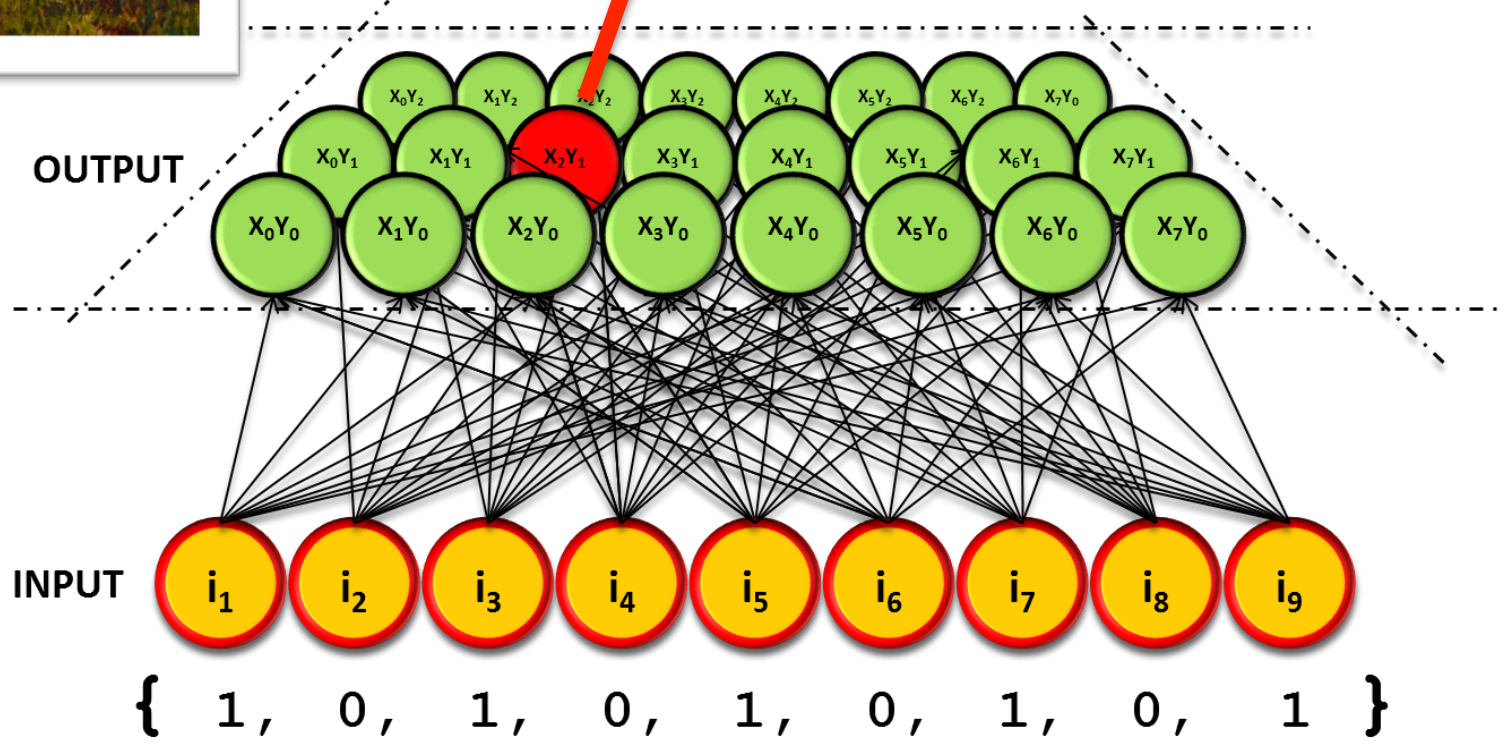 X₀Y₂ X₁Y₂ X₂Y₂ X₃Y₂ X₄Y₂ X₅Y₂ X₆Y₂ X₇Y₀
OUTPUT X₀Y₁ X₁Y₁ X₂Y₁ X₃Y₁ X₄Y₁ X₅Y₁ X₆Y₁ X₇Y₁
X₀Y₀ X₁Y₀ X₂Y₀ X₃Y₀ X₄Y₀ X₅Y₀ X₆Y₀ X₇Y₀
INPUT i₁ i₂ i₃ i₄ i₅ i₆ i₇ i₈ i₉
{ 1, 0, 1, 0, 1, 0, 1, 0, 1 }